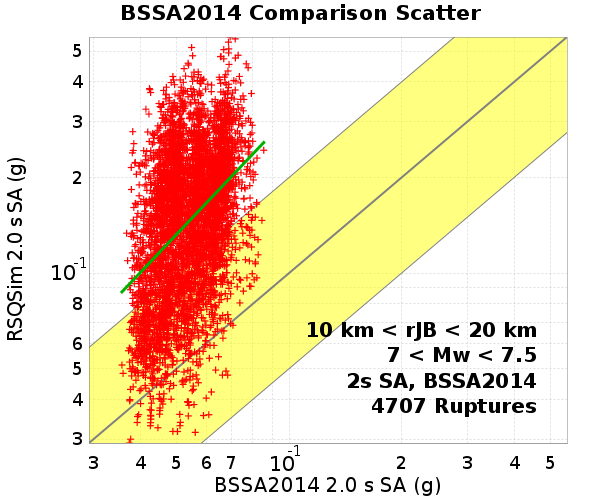 BSSA2014 Comparison Scatter
RSQSim 2.0 s SA (g)
5
4
3
2
10-1
8
6
5
4
3
10 km < rJB < 20 km
7 < Mw < 7.5
2s SA, BSSA2014
4707 Ruptures
3 4 5 6 7 10-1 2 3 4 5
BSSA2014 2.0 s SA (g)